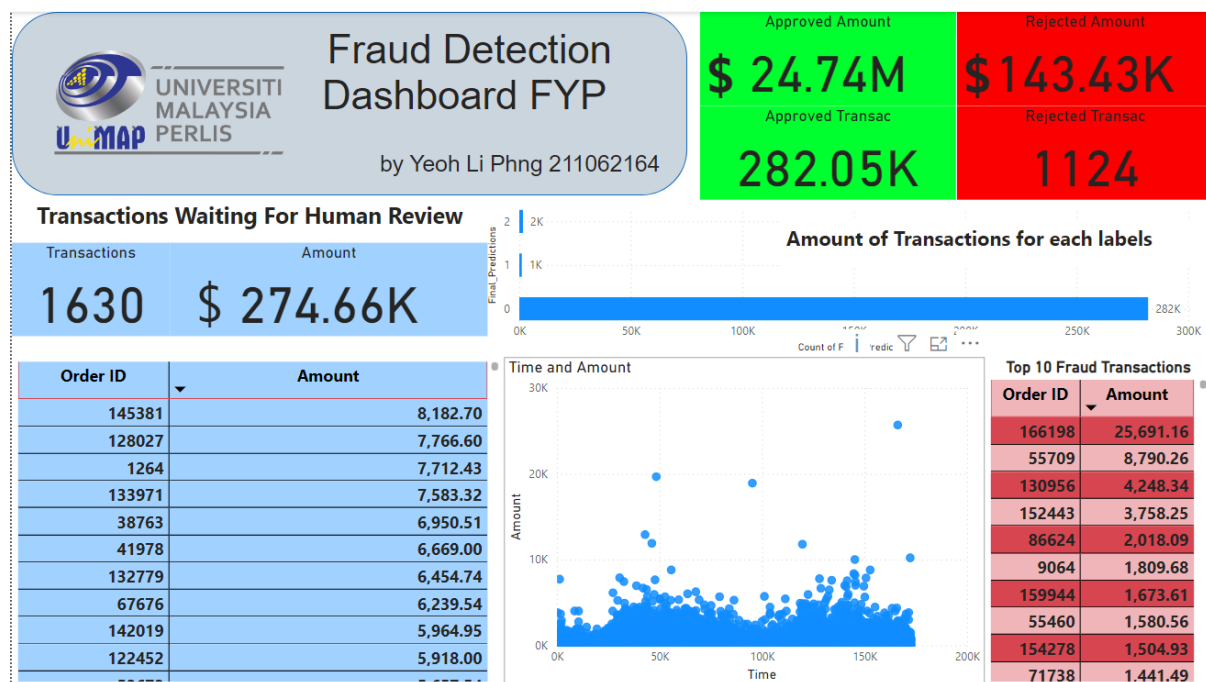 Fraud Detection
Dashboard FYP
by Yeoh Li Phng 211062164
UniMAP
UNIVERSITI
MALAYSIA
PERLIS
Approved Amount
$ 24.74M
Rejected Amount
$143.43K
Approved Transac
282.05K
Rejected Transac
1124
Transactions Waiting For Human Review
Transactions
1630
Amount
$ 274.66K
Amount of Transactions for each labels
Final_Predictions
2 2K
1 1K
0 282K
0K 50K 100K 150K 200K 250K 300K
Count of F
Order ID Amount
145381 8,182.70
128027 7,766.60
1264 7,712.43
133971 7,583.32
38763 6,950.51
41978 6,669.00
132779 6,454.74
67676 6,239.54
142019 5,964.95
122452 5,918.00
Time and Amount
Amount
30K
20K
10K
0K
0K 50K 100K 150K 200K
Time
Top 10 Fraud Transactions
Order ID Amount
166198 25,691.16
55709 8,790.26
130956 4,248.34
152443 3,758.25
86624 2,018.09
9064 1,809.68
159944 1,673.61
55460 1,580.56
154278 1,504.93
71738 1,441.49